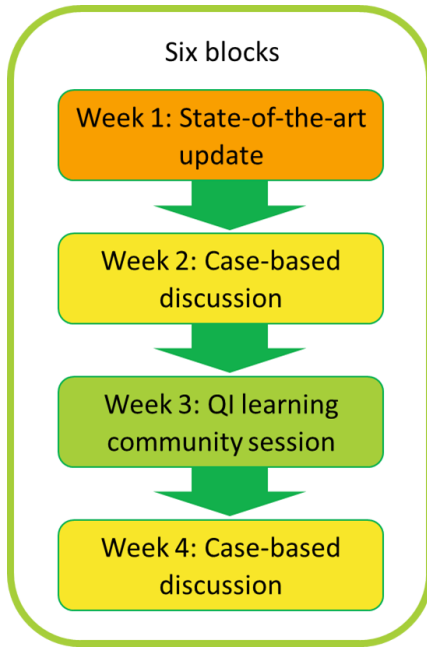 Six blocks
Week 1: State-of-the-art
update
Week 2: Case-based
discussion
Week 3: QI learning
community session
Week 4: Case-based
discussion